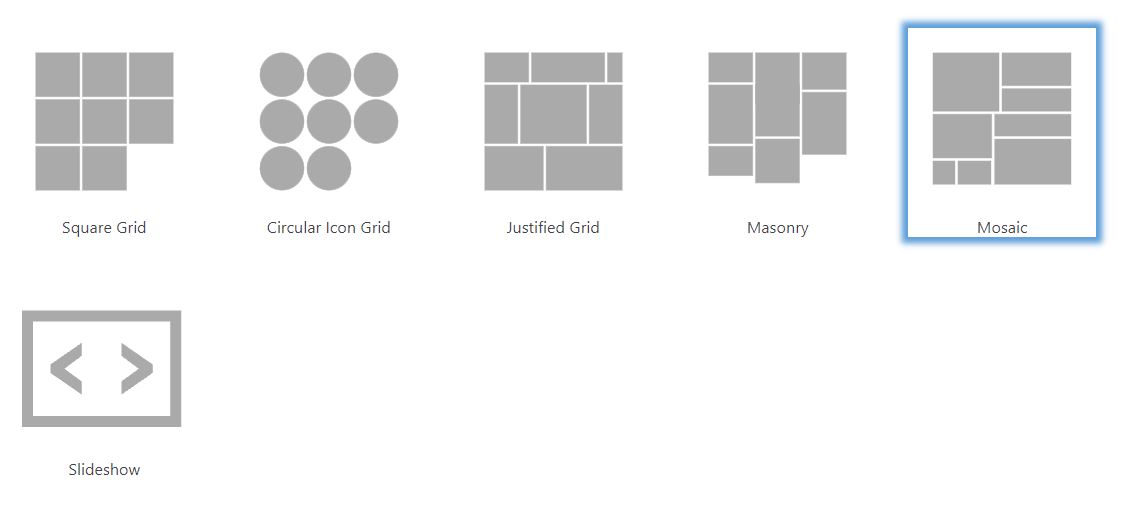 Square Grid
Circular Icon Grid
Justified Grid
Masonry
Mosaic
Slideshow